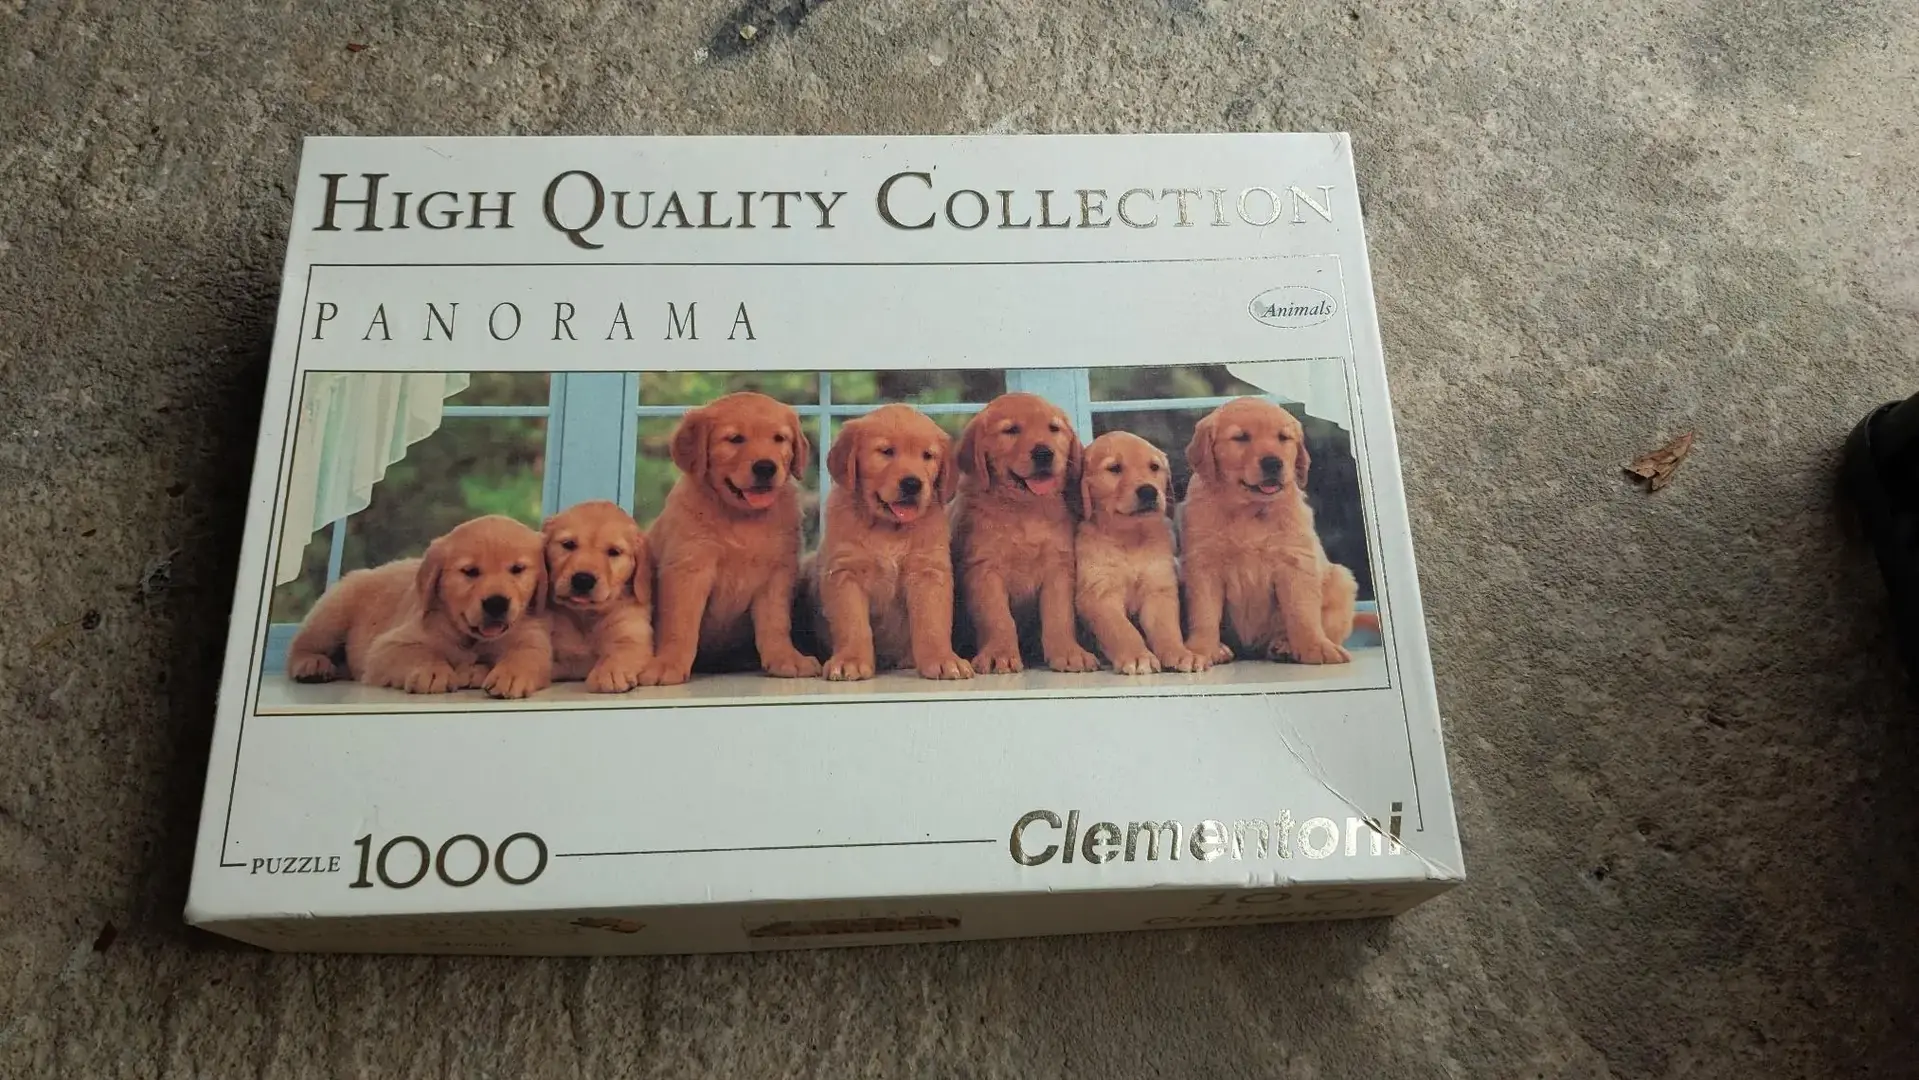 HIGH QUALITY COLLECTION
PANORAMA
Animals
PUZZLE 1000
Clementoni